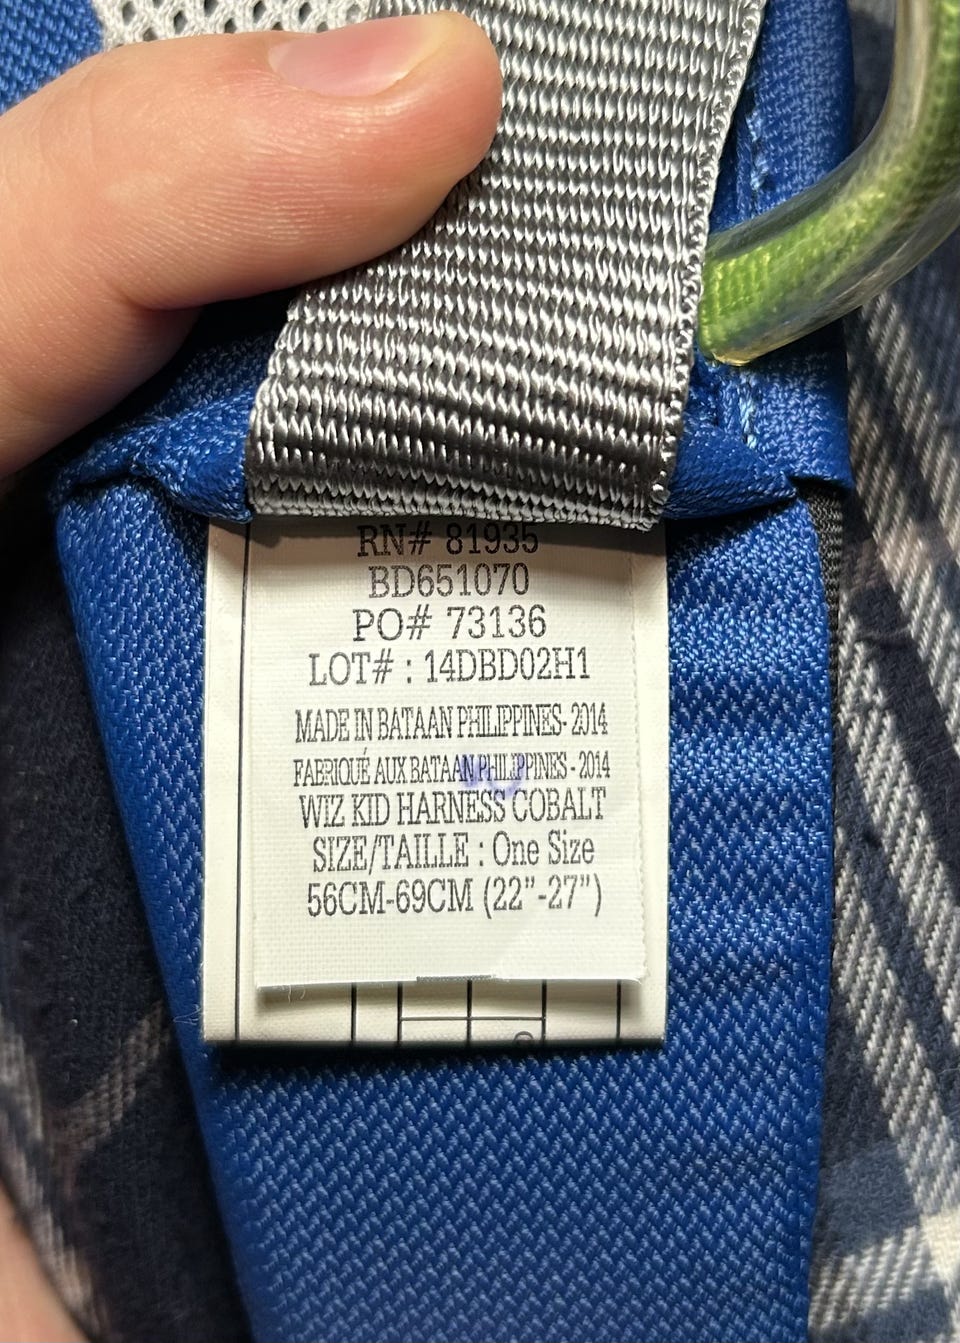 RN# 81935
BD651070
PO# 73136
LOT# : 14DBD02H1
MADE IN BATAAN PHILIPPINES- 2014
FABRIQUÉ AUX BATAAN PHILIPPINES - 2014
WIZ KID HARNESS COBALT
SIZE/TAILLE : One Size
56CM-69CM (22”-27”)